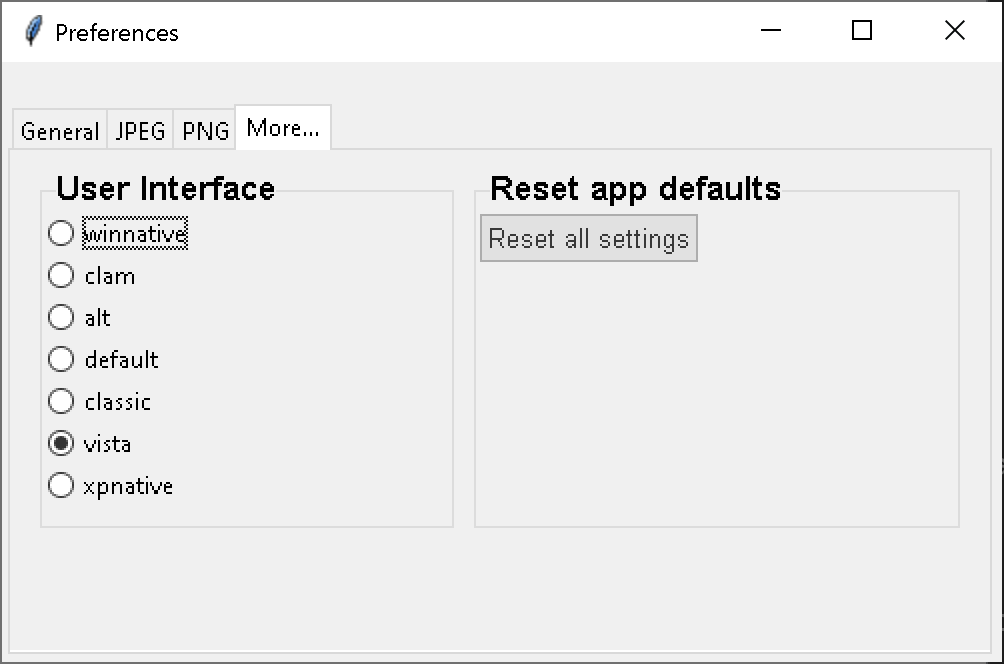 Preferences
General JPEG PNG More...
User Interface
winnative
clam
alt
default
classic
vista
xpnative
Reset app defaults
Reset all settings